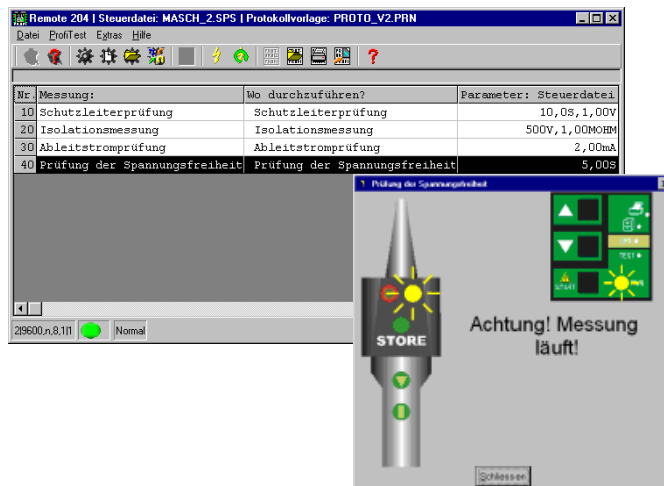 Remote 204 | Steuerdatei: MASCH_2.SPS | Protokollvorlage: PROTO_V2.PRN
Datei ProfiTest Extras Hilfe
Nr. Messung: Wo durchzuführen? Parameter: Steuerdatei
10 Schutzleiterprüfung Schutzleiterprüfung 10,0S,1,00V
20 Isolationsmessung Isolationsmessung 500V,1,00MOHM
30 Ableitstromprüfung Ableitstromprüfung 2,00mA
40 Prüfung der Spannungsfreiheit Prüfung der Spannungsfreiheit 5,00S
Prüfung der Spannungsfreiheit
TEST
START
Achtung! Messung
läuft!
STORE
2|9600,n,8,1|1 Normal
Schliessen